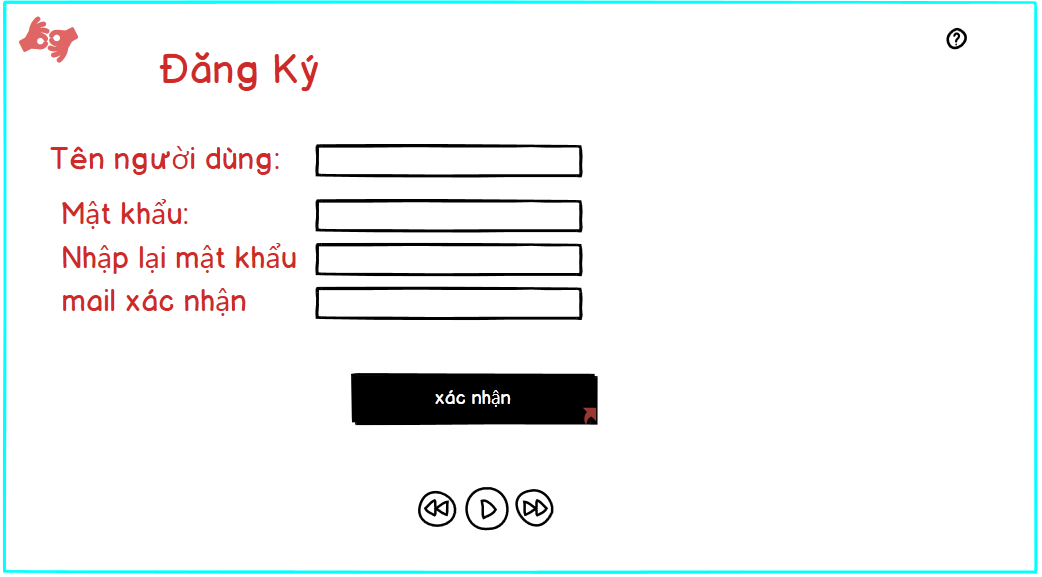 Đăng Ký
Tên người dùng:
Mật khẩu:
Nhập lại mật khẩu
mail xác nhận
xác nhận